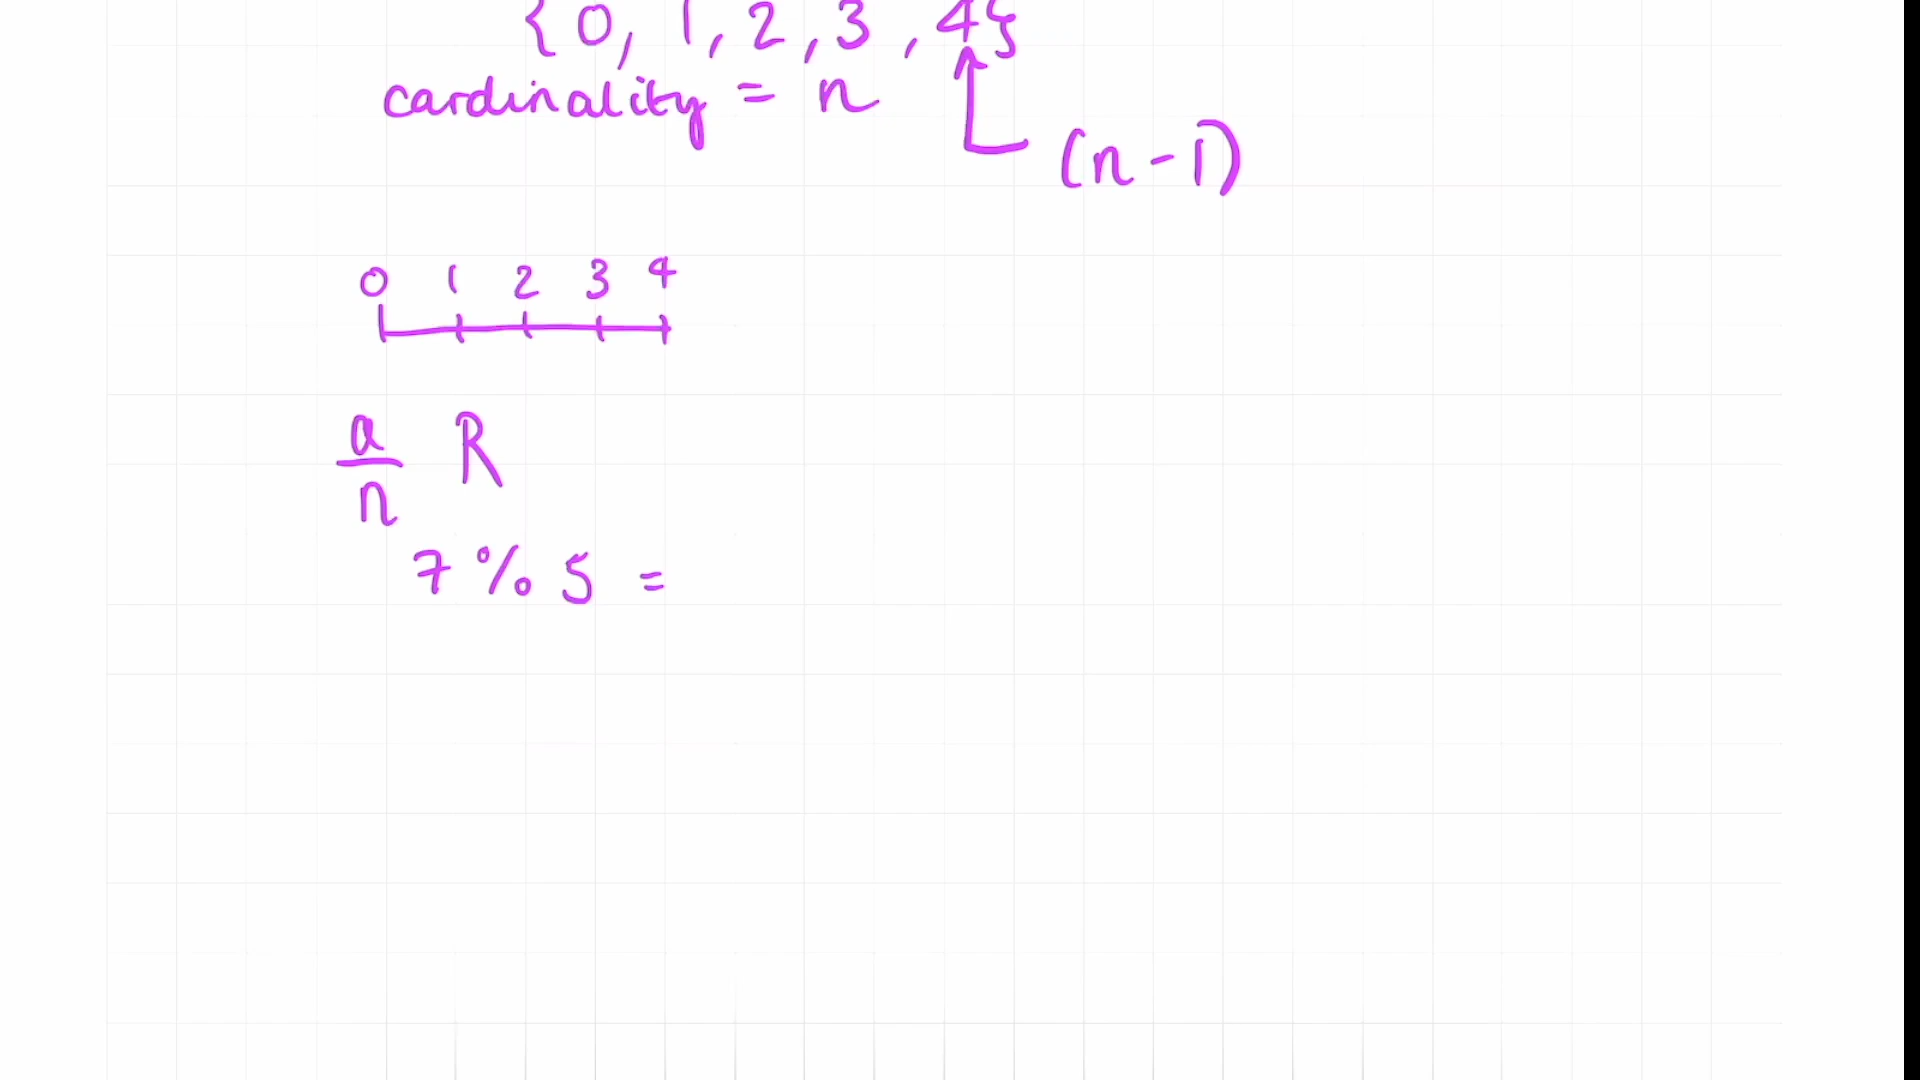 {0, 1, 2, 3, 4}
cardinality = n
(n-1)
0 1 2 3 4
a
n
R
7 % 5 =